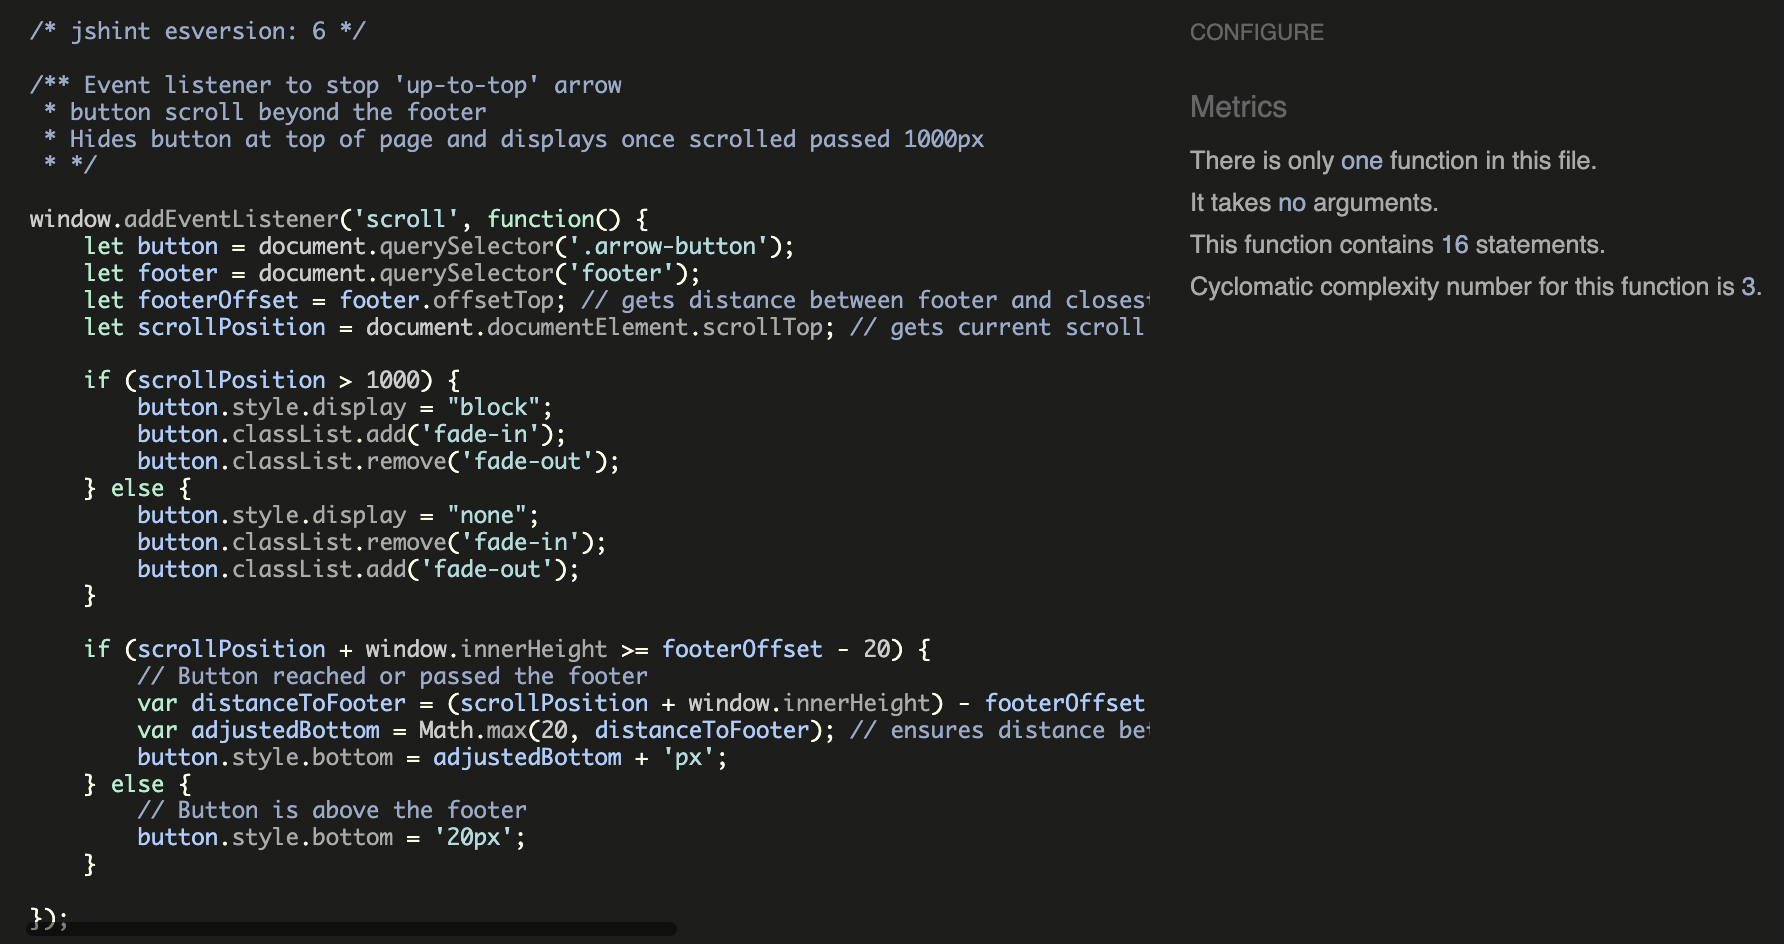 /* jshint esversion: 6 */
/** Event listener to stop 'up-to-top' arrow
 * button scroll beyond the footer
 * Hides button at top of page and displays once scrolled passed 1000px
 * */
window.addEventListener('scroll', function() {
    let button = document.querySelector('.arrow-button');
    let footer = document.querySelector('footer');
    let footerOffset = footer.offsetTop; // gets distance between footer and closest
    let scrollPosition = document.documentElement.scrollTop; // gets current scroll
    if (scrollPosition > 1000) {
        button.style.display = "block";
        button.classList.add('fade-in');
        button.classList.remove('fade-out');
    } else {
        button.style.display = "none";
        button.classList.remove('fade-in');
        button.classList.add('fade-out');
    }
    if (scrollPosition + window.innerHeight >= footerOffset - 20) {
        // Button reached or passed the footer
        var distanceToFooter = (scrollPosition + window.innerHeight) - footerOffset
        var adjustedBottom = Math.max(20, distanceToFooter); // ensures distance
        button.style.bottom = adjustedBottom + 'px';
    } else {
        // Button is above the footer
        button.style.bottom = '20px';
    }
});
CONFIGURE
Metrics
There is only one function in this file.
It takes no arguments.
This function contains 16 statements.
Cyclomatic complexity number for this function is 3.